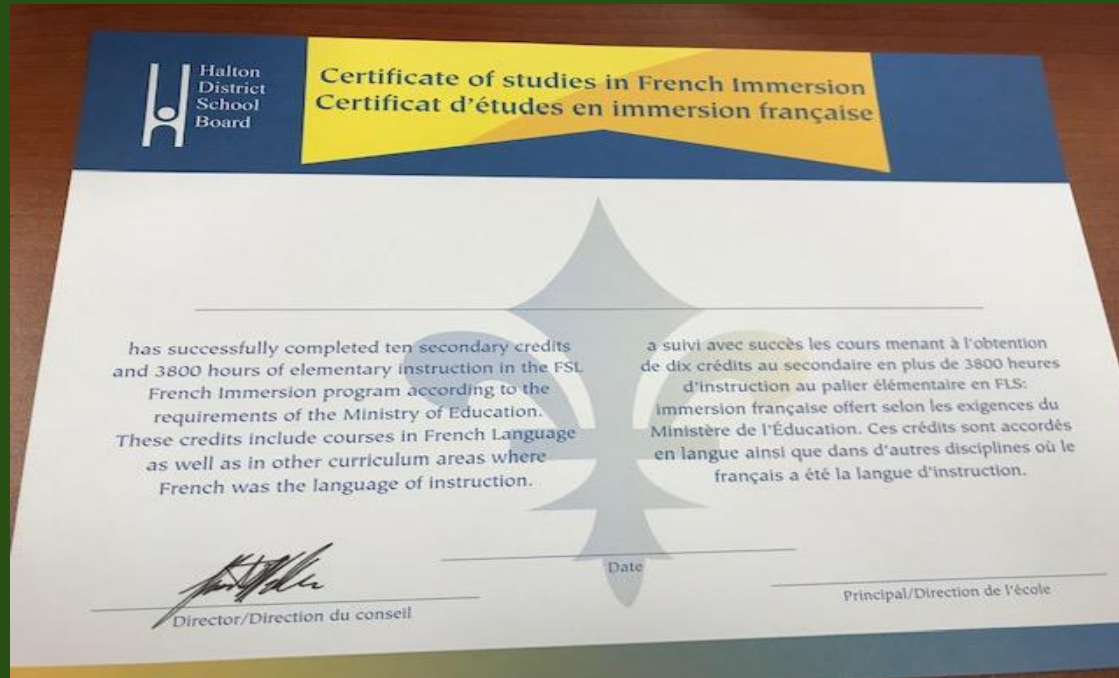 Halton
District
School
Board
Certificate of studies in French Immersion
Certificat d'études en immersion française
has successfully completed ten secondary credits
and 3800 hours of elementary instruction in the FSL
French Immersion program according to the
requirements of the Ministry of Education.
These credits include courses in French Language
as well as in other curriculum areas where
French was the language of instruction.
a suivi avec succès les cours menant à l'obtention
de dix crédits au secondaire en plus de 3800 heures
d'instruction au palier élémentaire en FLS:
immersion française offert selon les exigences du
Ministère de l'Éducation. Ces crédits sont accordés
en langue ainsi que dans d'autres disciplines où le
français a été la langue d'instruction.
Director/Direction du conseil
Date
Principal/Direction de l'école